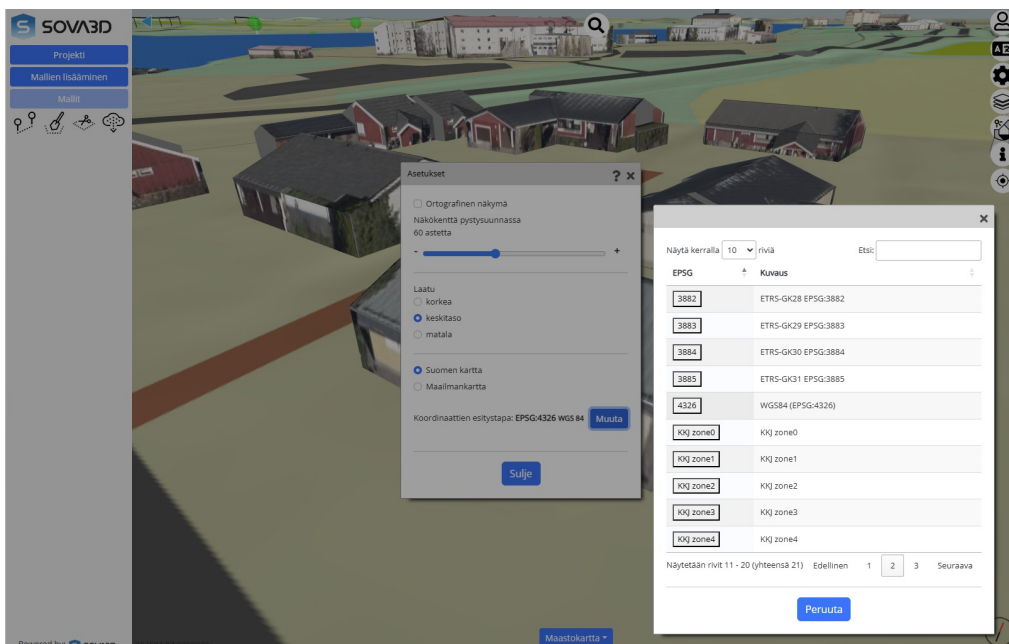 SOVA3D
Projekti
Mallien lisääminen
Mallit
Asetukset ? ×
Ortografinen näkymä
Näkökenttä pystysuunnassa
60 astetta
- +
Laatu
korkea
keskitaso
matala
Suomen kartta
Maailmankartta
Koordinaattien esitystapa: EPSG:4326 WGS 84 Muuta
Sulje
×
Näytä kerralla 10 riviä Etsi:
EPSG Kuvaus
3882 ETRS-GK28 EPSG:3882
3883 ETRS-GK29 EPSG:3883
3884 ETRS-GK30 EPSG:3884
3885 ETRS-GK31 EPSG:3885
4326 WGS84 (EPSG:4326)
KKJ zone0 KKJ zone0
KKJ zone1 KKJ zone1
KKJ zone2 KKJ zone2
KKJ zone3 KKJ zone3
KKJ zone4 KKJ zone4
Näytetään rivit 11 - 20 (yhteensä 21) Edellinen 1 2 3 Seuraava
Peruuta
Maastokartta
Powered by: SOVA3D